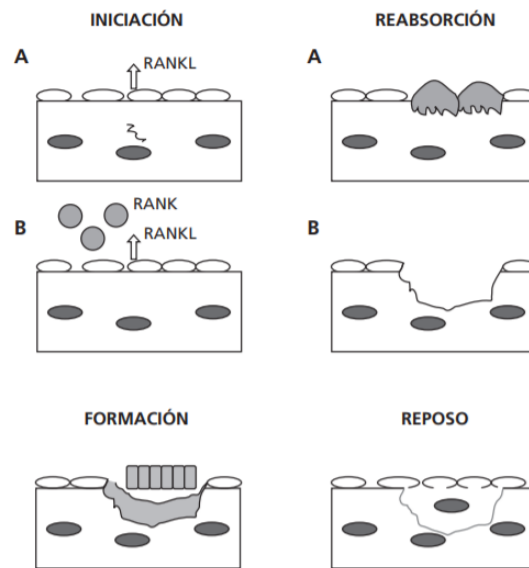 INICIACIÓN
A
RANKL
B
RANK
RANKL
REABSORCIÓN
A
B
FORMACIÓN
REPOSO